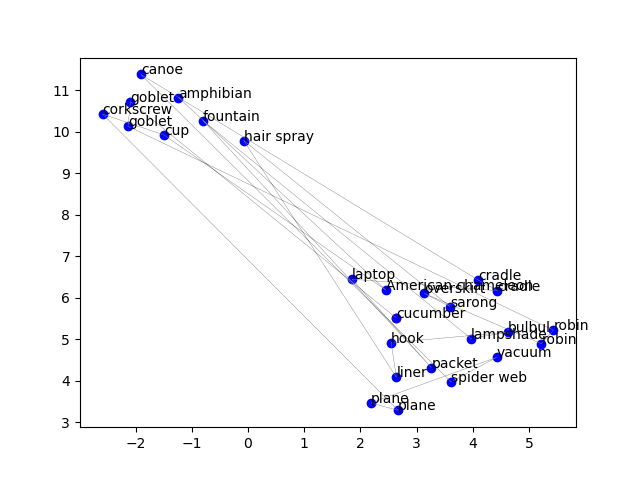 canoe
goblet
amphibian
corkscrew
goblet
fountain
cup
hair spray
laptop
cradle
American chameleon
cradle
overskirt
sarong
cucumber
bulbul
robin
hook
lampshade
robin
vacuum
packet
liner
spider web
plane
plane
11
10
9
8
7
6
5
4
3
−2
−1
0
1
2
3
4
5